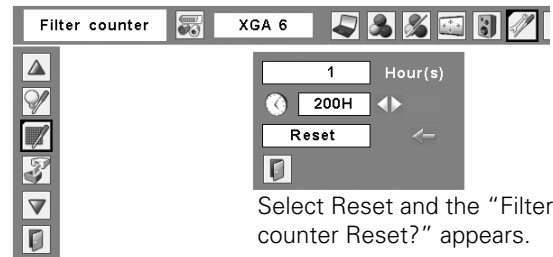 Filter counter XGA 6
1 Hour(s)
200H
Reset
Select Reset and the “Filter
counter Reset?” appears.